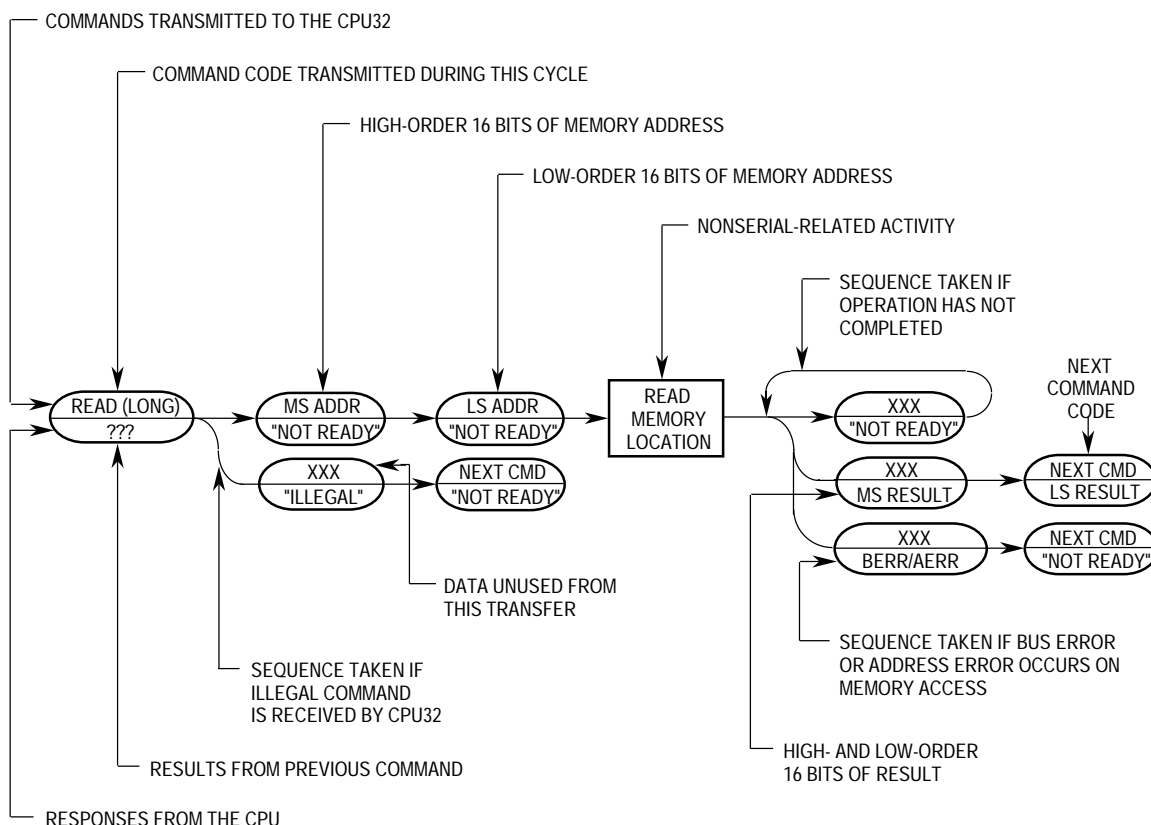 COMMANDS TRANSMITTED TO THE CPU32
COMMAND CODE TRANSMITTED DURING THIS CYCLE
HIGH-ORDER 16 BITS OF MEMORY ADDRESS
LOW-ORDER 16 BITS OF MEMORY ADDRESS
NONSERIAL-RELATED ACTIVITY
SEQUENCE TAKEN IF
OPERATION HAS NOT
COMPLETED
NEXT
COMMAND
CODE
READ (LONG)
???
MS ADDR
"NOT READY"
LS ADDR
"NOT READY"
READ
MEMORY
LOCATION
XXX
"NOT READY"
XXX
"ILLEGAL"
NEXT CMD
"NOT READY"
XXX
MS RESULT
NEXT CMD
LS RESULT
XXX
BERR/AERR
NEXT CMD
"NOT READY"
DATA UNUSED FROM
THIS TRANSFER
SEQUENCE TAKEN IF
ILLEGAL COMMAND
IS RECEIVED BY CPU32
SEQUENCE TAKEN IF BUS ERROR
OR ADDRESS ERROR OCCURS ON
MEMORY ACCESS
HIGH- AND LOW-ORDER
16 BITS OF RESULT
RESULTS FROM PREVIOUS COMMAND
RESPONSES FROM THE CPU